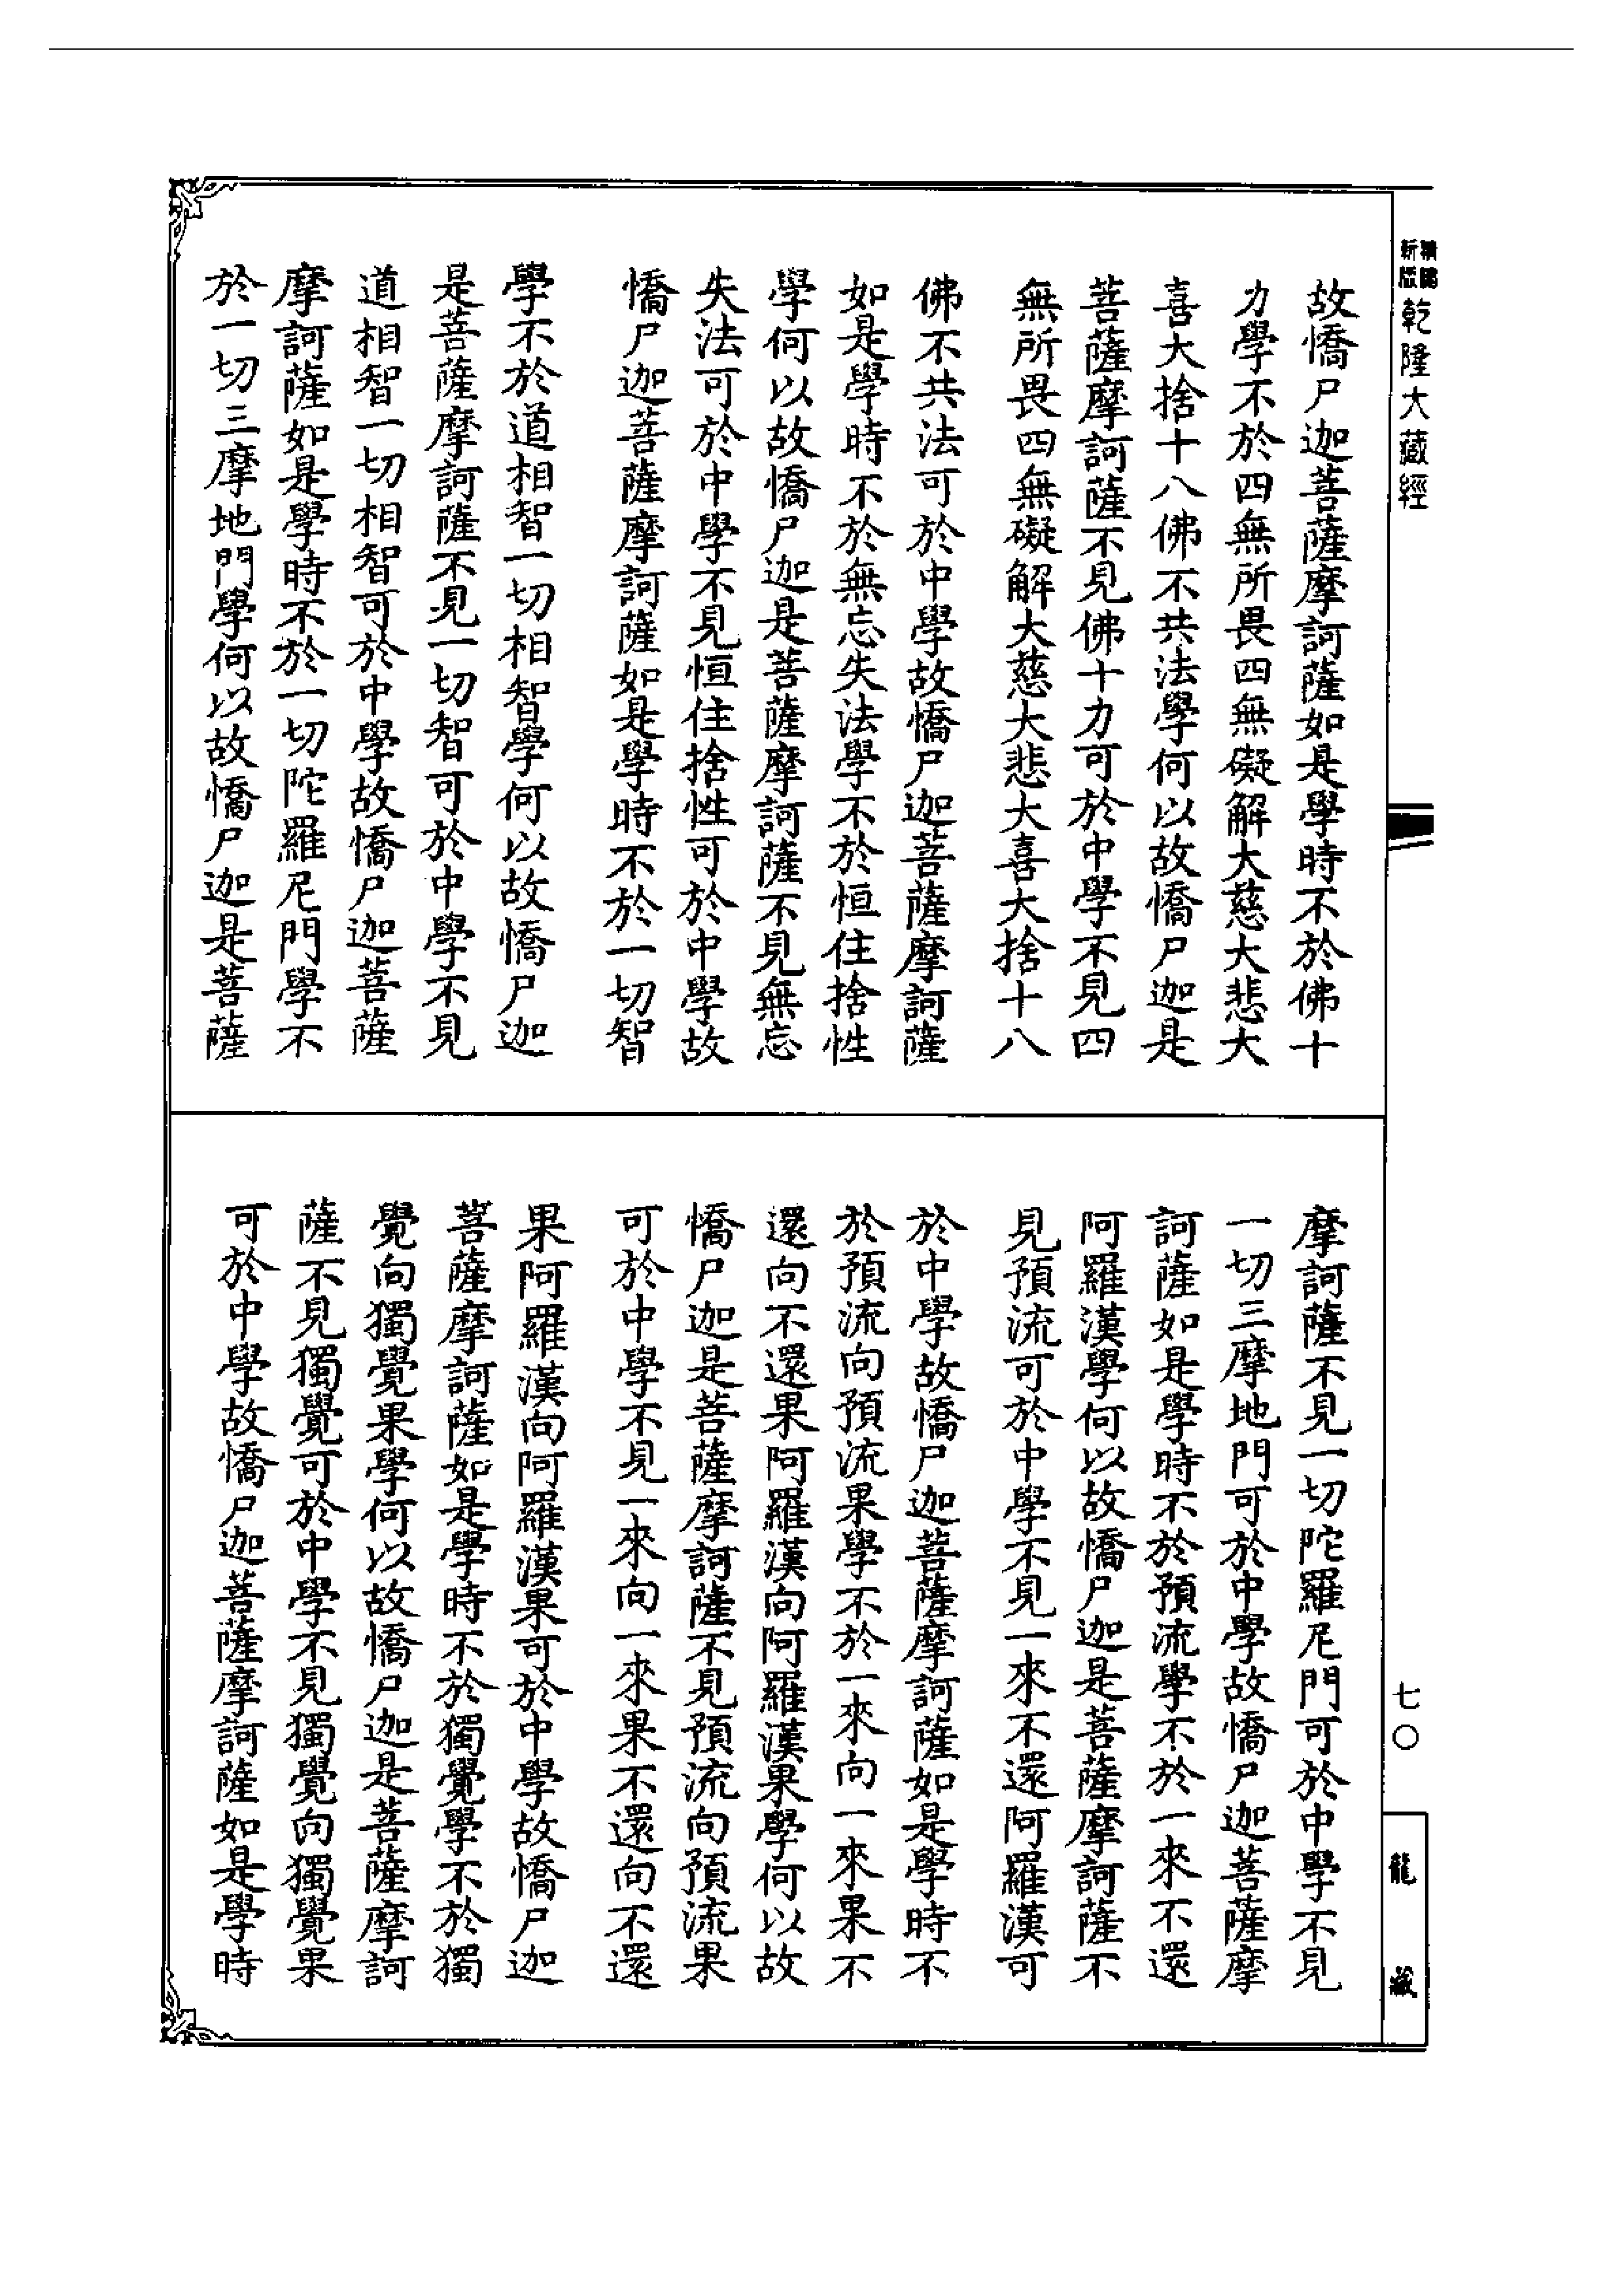 新版
精縮
乾隆大藏經
故憍尸迦菩薩摩訶薩如是學時不於佛十
力學不於四無所畏四無礙解大慈大悲大
喜大捨十八佛不共法學何以故憍尸迦是
菩薩摩訶薩不見佛十力可於中學不見四
無所畏四無礙解大慈大悲大喜大捨十八
佛不共法可於中學故憍尸迦菩薩摩訶薩
如是學時不於無忘失法學不於恒住捨性
學何以故憍尸迦是菩薩摩訶薩不見無忘
失法可於中學不見恒住捨性可於中學故
憍尸迦菩薩摩訶薩如是學時不於一切智
學不於道相智一切相智學何以故憍尸迦
是菩薩摩訶薩不見一切智可於中學不見
道相智一切相智可於中學故憍尸迦菩薩
摩訶薩如是學時不於一切陀羅尼門學不
於一切三摩地門學何以故憍尸迦是菩薩
摩訶薩不見一切陀羅尼門可於中學不見
一切三摩地門可於中學故憍尸迦菩薩摩
訶薩如是學時不於預流學不於一來不還
阿羅漢學何以故憍尸迦是菩薩摩訶薩不
見預流可於中學不見一來不還阿羅漢可
於中學故憍尸迦菩薩摩訶薩如是學時不
於預流向預流果學不於一來向一來果不
還向不還果阿羅漢向阿羅漢果學何以故
憍尸迦是菩薩摩訶薩不見預流向預流果
可於中學不見一來向一來果不還向不還
果阿羅漢向阿羅漢果可於中學故憍尸迦
菩薩摩訶薩如是學時不於獨覺學不於獨
覺向獨覺果學何以故憍尸迦是菩薩摩訶
薩不見獨覺可於中學不見獨覺向獨覺果
可於中學故憍尸迦菩薩摩訶薩如是學時
七〇
龍藏